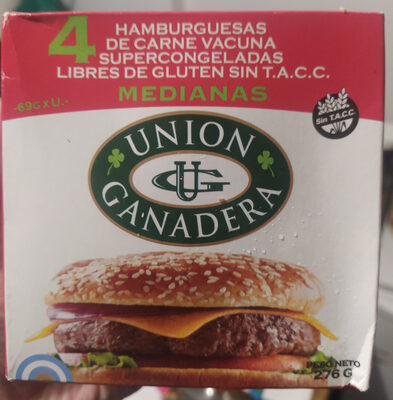 4 HAMBURGUESAS
DE CARNE VACUNA
SUPERCONGELADAS
LIBRES DE GLUTEN SIN T.A.C.C.
MEDIANAS
-69G x U.-
Sin T.A.C.C.
UNION
UG
GANADERA
PESO NETO
276 G